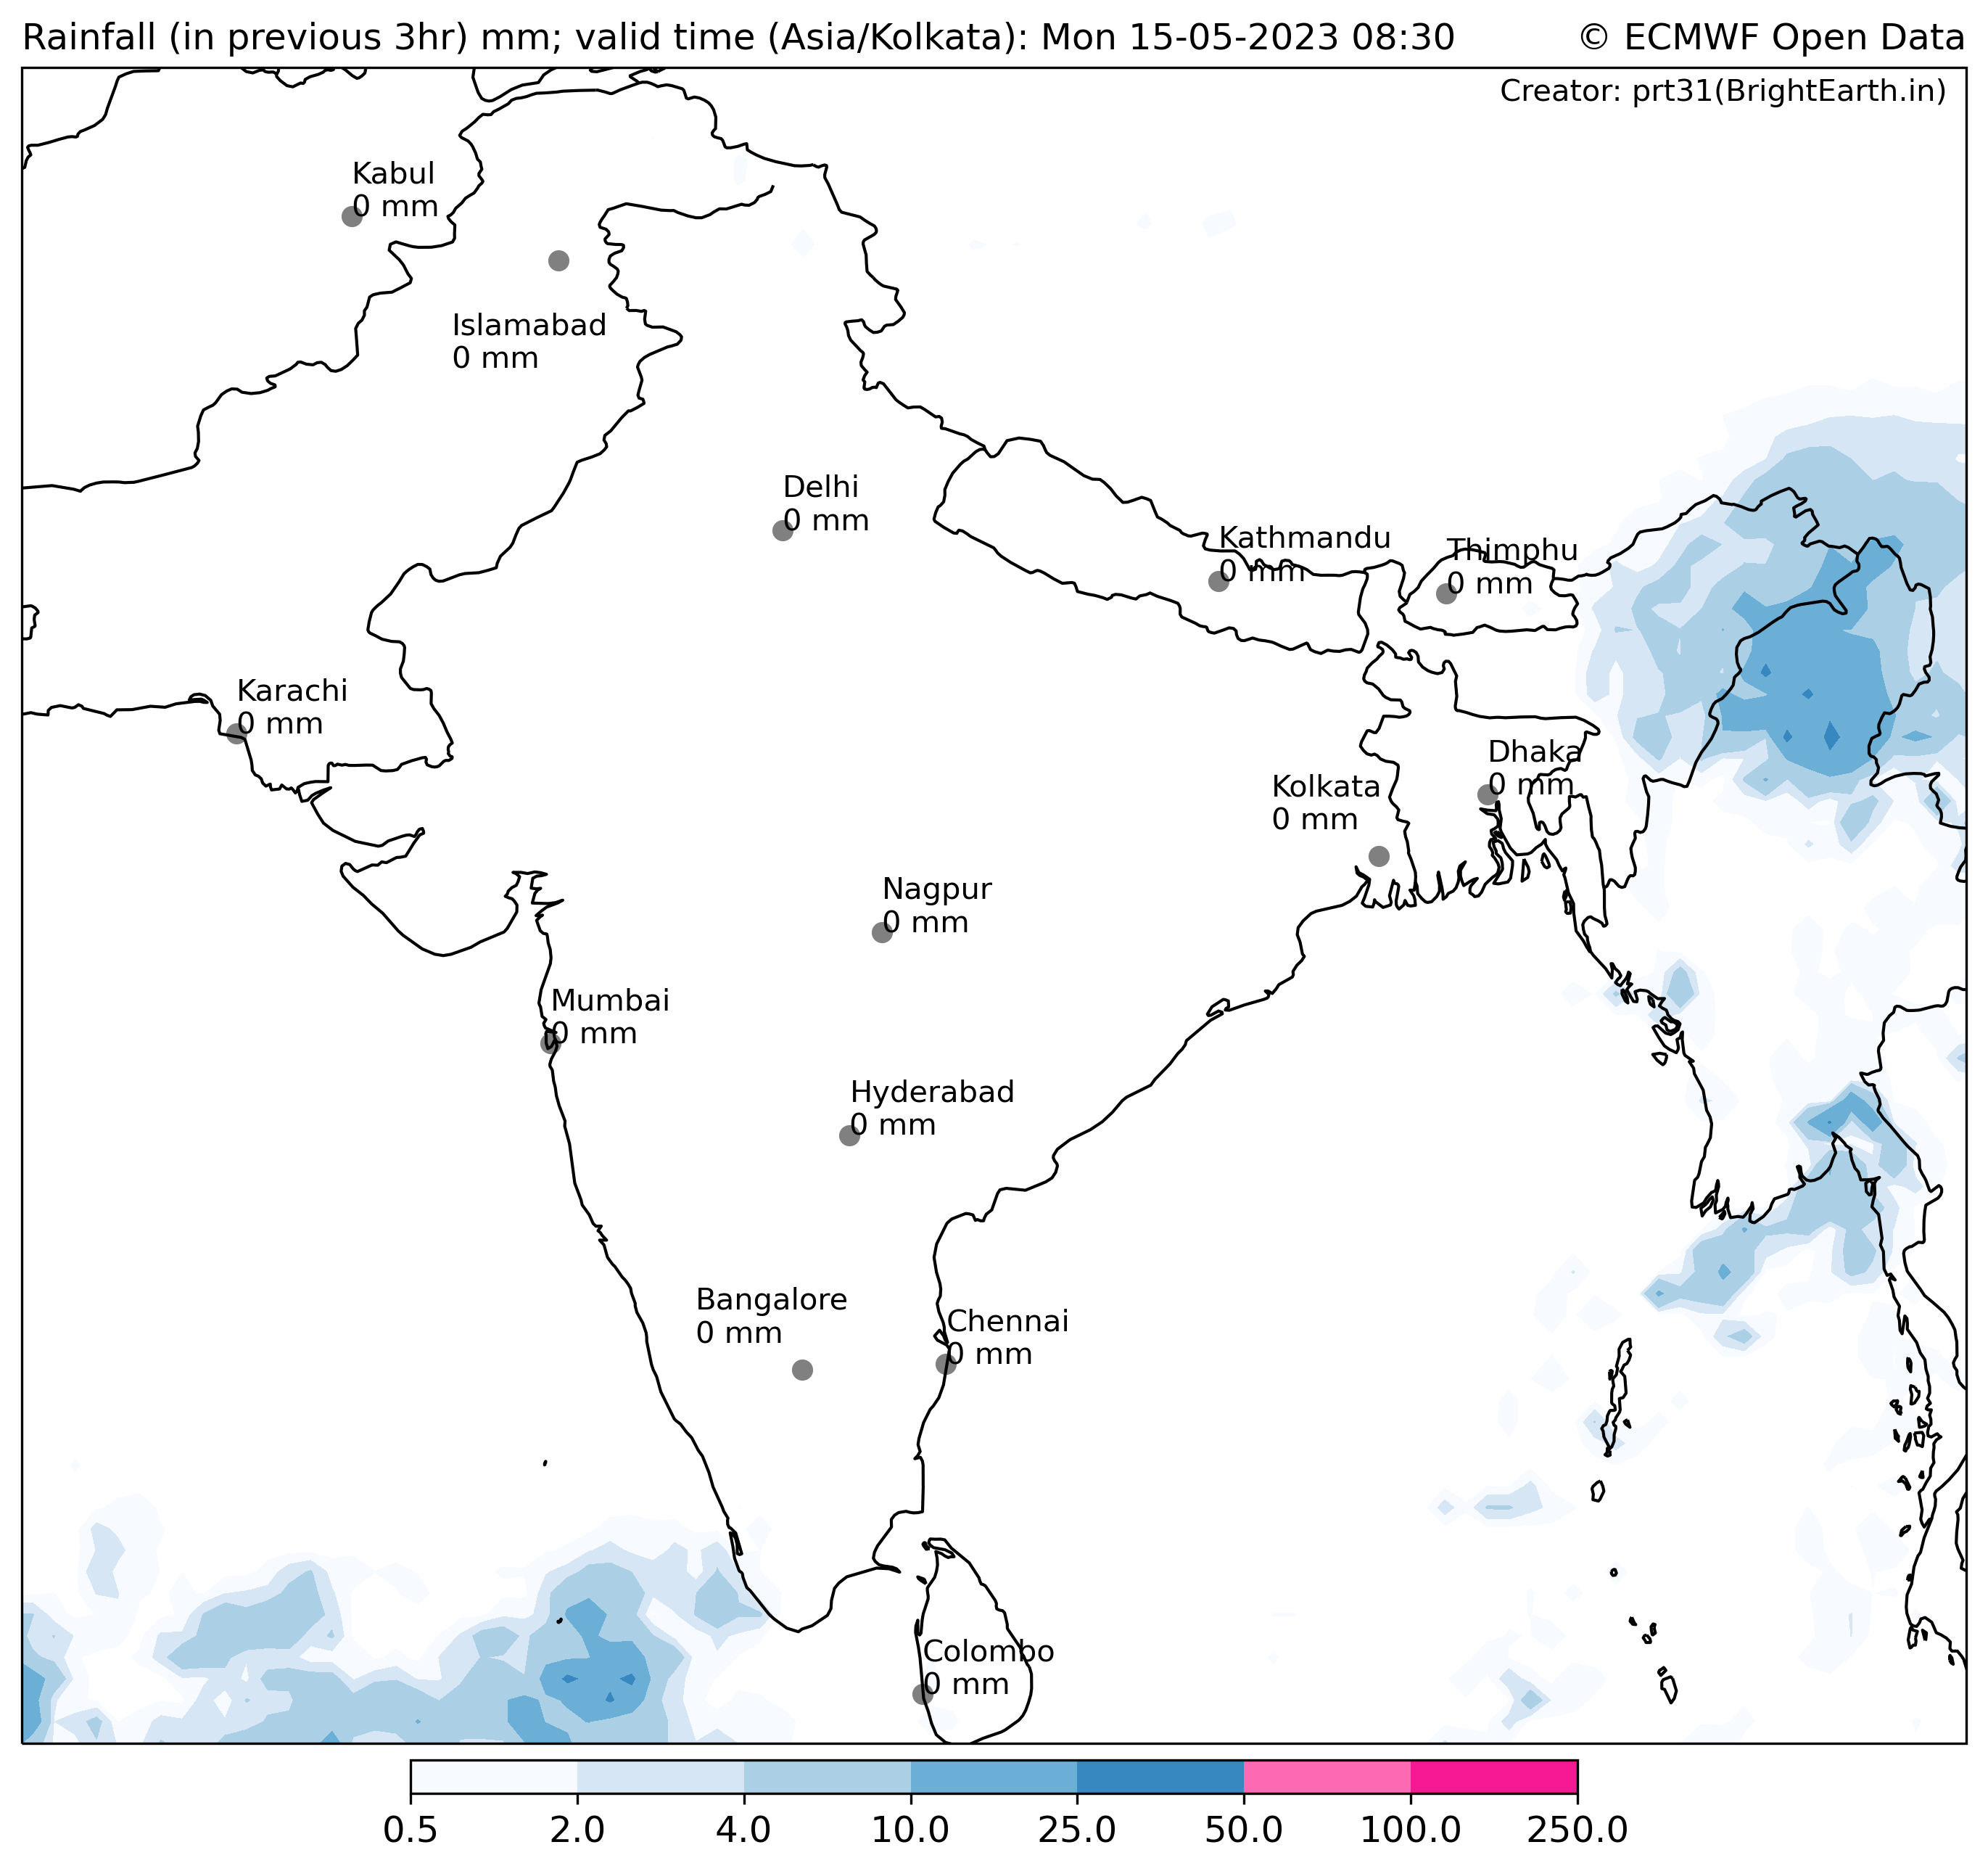 Rainfall (in previous 3hr) mm; valid time (Asia/Kolkata): Mon 15-05-2023 08:30
© ECMWF Open Data
Creator: prt31(BrightEarth.in)
Kabul
0 mm
Islamabad
0 mm
Delhi
0 mm
Kathmandu
0 mm
Thimphu
0 mm
Karachi
0 mm
Dhaka
0 mm
Kolkata
0 mm
Nagpur
0 mm
Mumbai
0 mm
Hyderabad
0 mm
Bangalore
0 mm
Chennai
0 mm
Colombo
0 mm
0.5 2.0 4.0 10.0 25.0 50.0 100.0 250.0